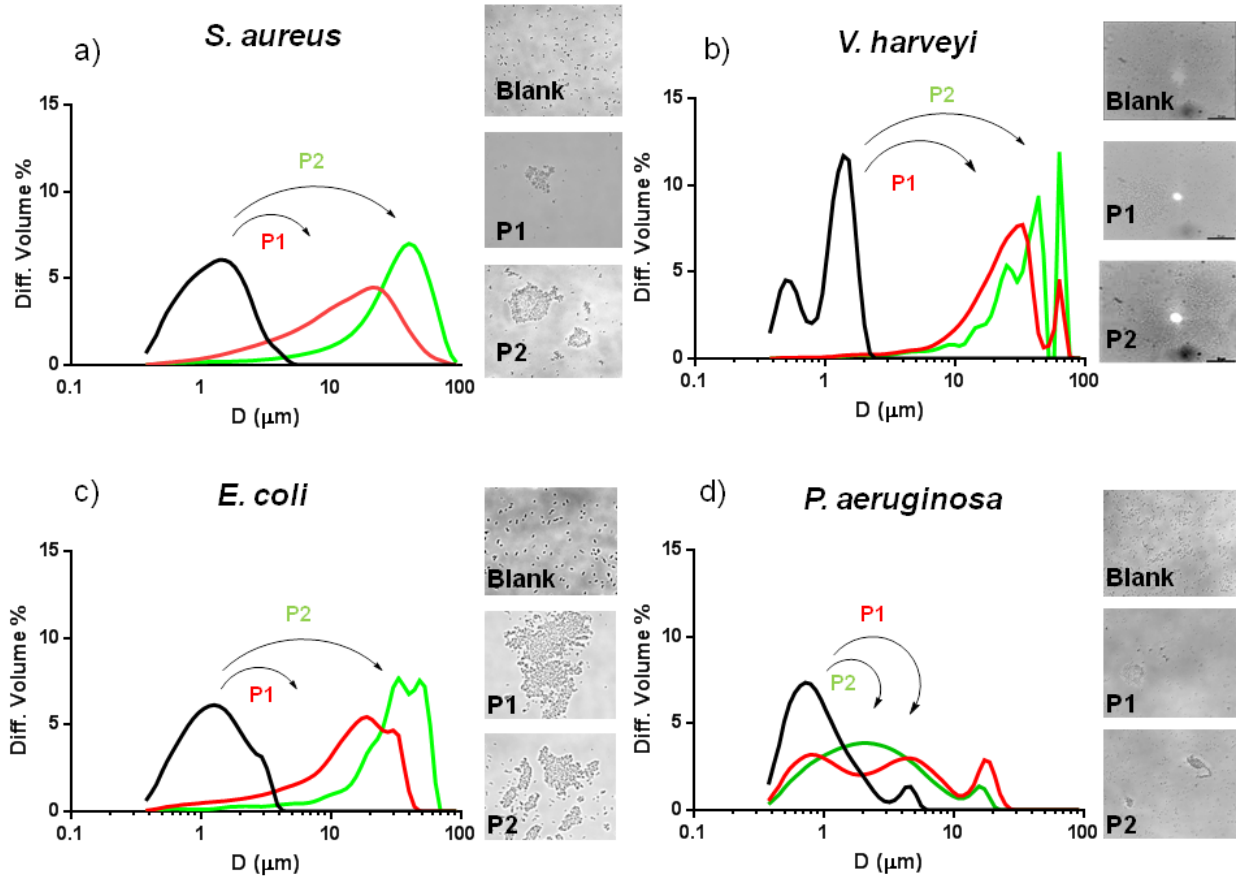 a)
S. aureus
Blank
P1
P2
15
10
5
0
0.1
1
10
100
Diff. Volume %
D (μm)
P2
P1
b)
V. harveyi
Blank
P1
P2
15
10
5
0
0.1
1
10
100
Diff. Volume %
D (μm)
P2
P1
c)
E. coli
Blank
P1
P2
15
10
5
0
0.1
1
10
100
Diff. Volume %
D (μm)
P2
P1
d)
P. aeruginosa
Blank
P1
P2
15
10
5
0
0.1
1
10
100
Diff. Volume %
D (μm)
P1
P2